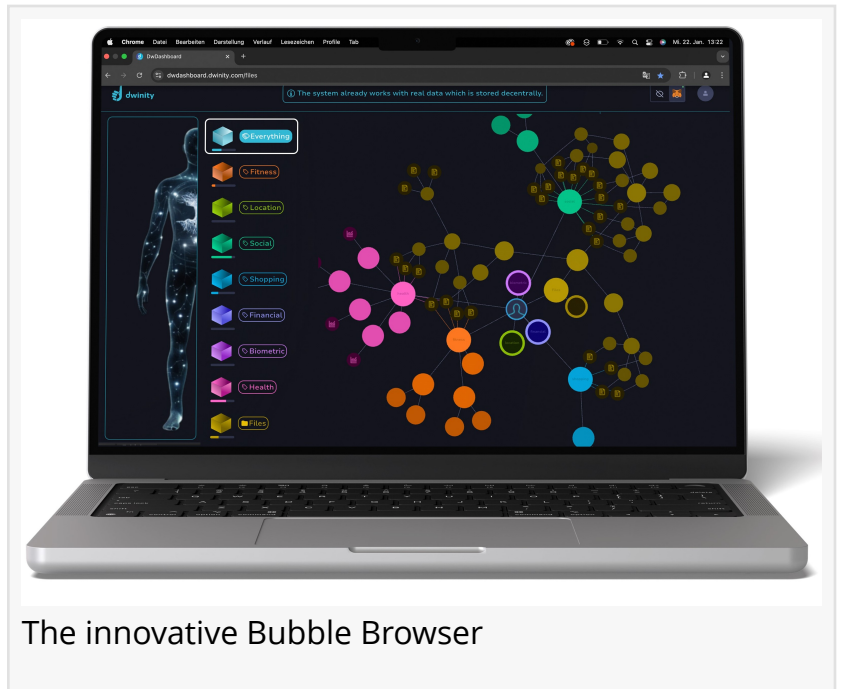 Chrome Datei Bearbeiten Darstellung Verlauf Lesezeichen Profile Tab Mi. 22. Jan. 13:22
DwDashboard
dwdashboard.dwinity.com/files
dwinity
The system already works with real data which is stored decentrally.
Everything
Fitness
Location
Social
Shopping
Financial
Biometric
Health
Files
The innovative Bubble Browser